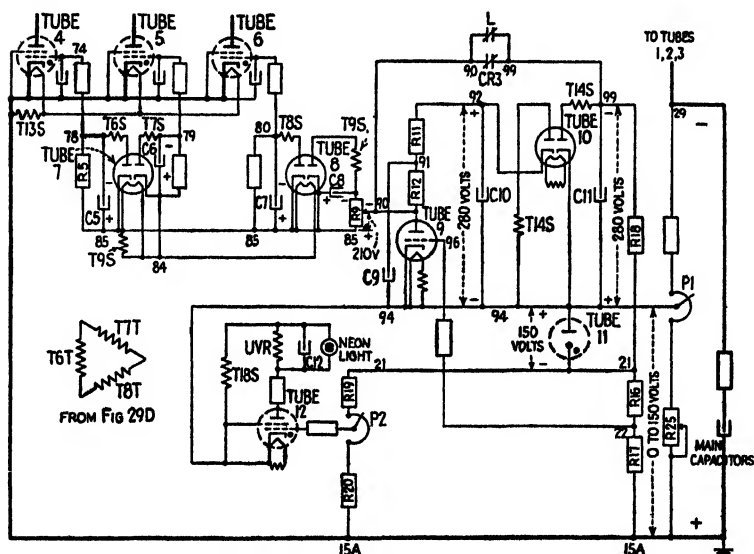 TUBE 4
TUBE 5
TUBE 6
L
TO TUBES
1,2,3
74
90
CR3
99
92
T14S
99
29
−
T13S
78
T6S
T7S
79
80
T8S
T9S
R11
+
TUBE
10
−
TUBE
7
C6
−
+
TUBE
8
91
R5
C5
−
+
C7
−
+
C8
+
−
R9
−
90
R12
280 VOLTS
C10
T14S
C11
280 VOLTS
R18
85
T9S
84
85
85
+
210V
TUBE
9
96
C9
P1
94
−
94
+
+
150
VOLTS
−
TUBE
11
T7T
T6T
T8T
FROM FIG 29D
T18S
UVR
C12
NEON
LIGHT
TUBE
12
21
R19
P2
21
R16
22
R17
0 TO 150 VOLTS
R25
MAIN
CAPACITORS
R20
+
15A
15A